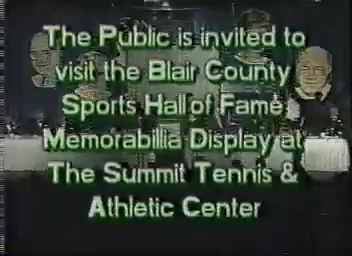 The Public is invited to
visit the Blair County
Sports Hall of Fame
Memorabillia Display at
The Summit Tennis &
Athletic Center